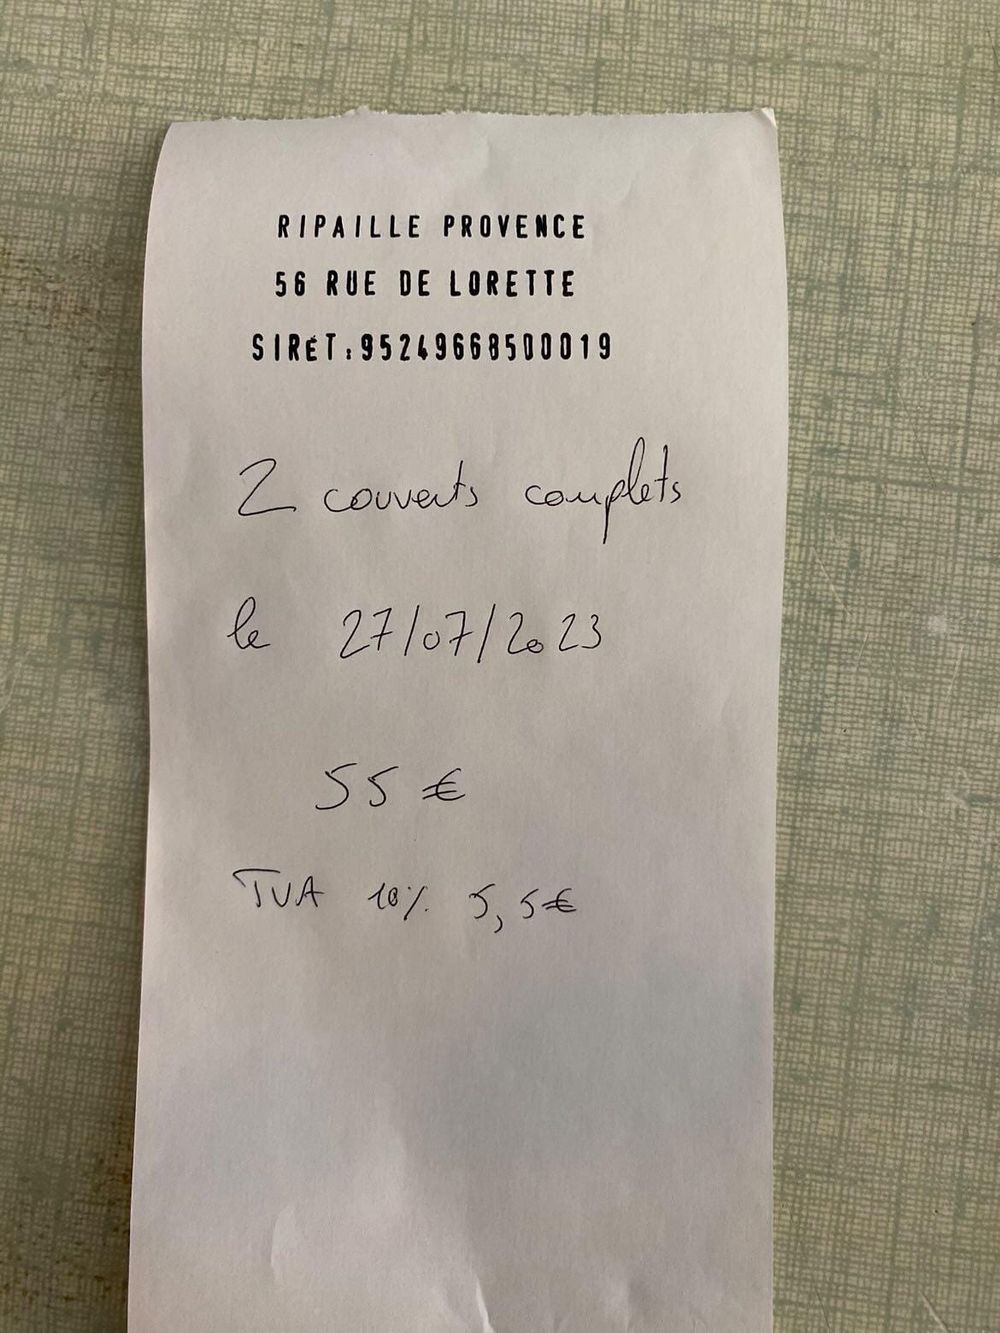 RIPAILLE PROVENCE
56 RUE DE LORETTE
SIRET:95249668500019
2 couverts complets
le 27/07/2023
55 €
TVA 10% 5,5€